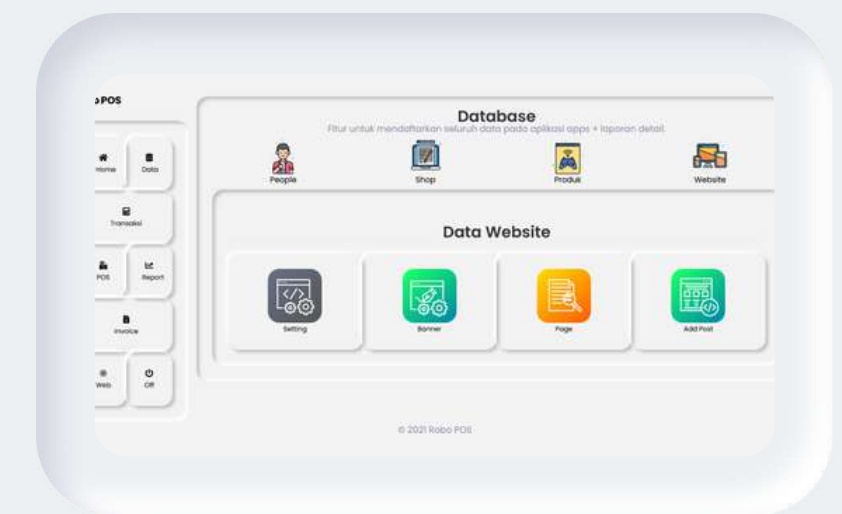 o POS
Home Data
Transaksi
POS Report
Invoice
Web Off
Database
Fitur untuk mendaftarkan seluruh data pada aplikasi apps + laporan detail.
People Shop Produk Website
Data Website
Setting Banner Page Add Post
© 2021 Robo POS